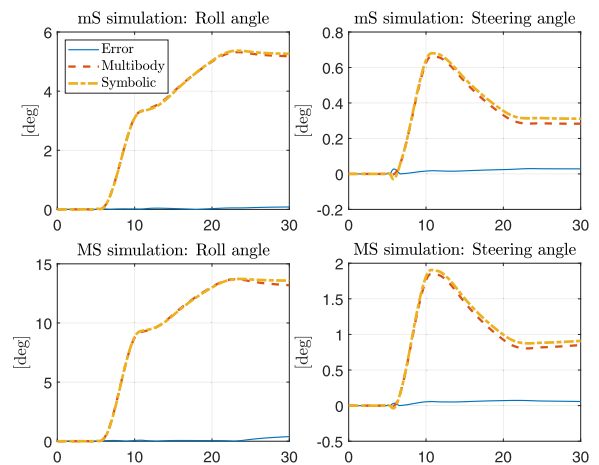 mS simulation: Roll angle
[deg]
6
4
2
0
Error
Multibody
Symbolic
0 10 20 30
mS simulation: Steering angle
[deg]
0.8
0.6
0.4
0.2
0
-0.2
0 10 20 30
MS simulation: Roll angle
[deg]
15
10
5
0
0 10 20 30
MS simulation: Steering angle
[deg]
2
1.5
1
0.5
0
-0.5
0 10 20 30